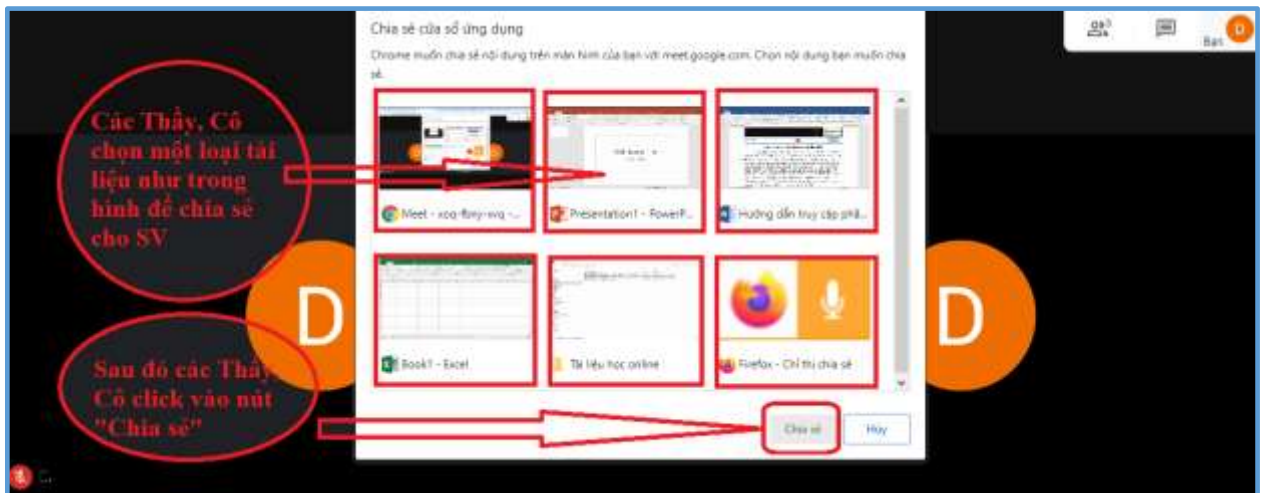 Chia sẻ cửa sổ ứng dụng
Chrome muốn chia sẻ nội dung trên màn hình của bạn với meet.google.com. Chọn nội dung bạn muốn chia
sẻ.
Bạn
D
Các Thầy, Cô
chọn một loại tài
liệu như trong
hình để chia sẻ
cho SV
Meet -
Presentation1 - PowerP...
Hướng dẫn truy cập phầ...
D
D
Book1 - Excel
Tài liệu học online
Firefox - Chỉ thị chia sẻ
Sau đó các Thầy,
Cô click vào nút
"Chia sẻ"
Chia sẻ
Hủy